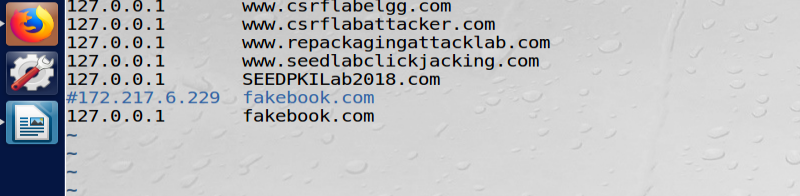 127.0.0.1 www.csrflabelgg.com
127.0.0.1 www.csrflabattacker.com
127.0.0.1 www.repackagingattacklab.com
127.0.0.1 www.seedlabclickjacking.com
127.0.0.1 SEEDPKILab2018.com
#172.217.6.229 fakebook.com
127.0.0.1 fakebook.com
~
~
~
~